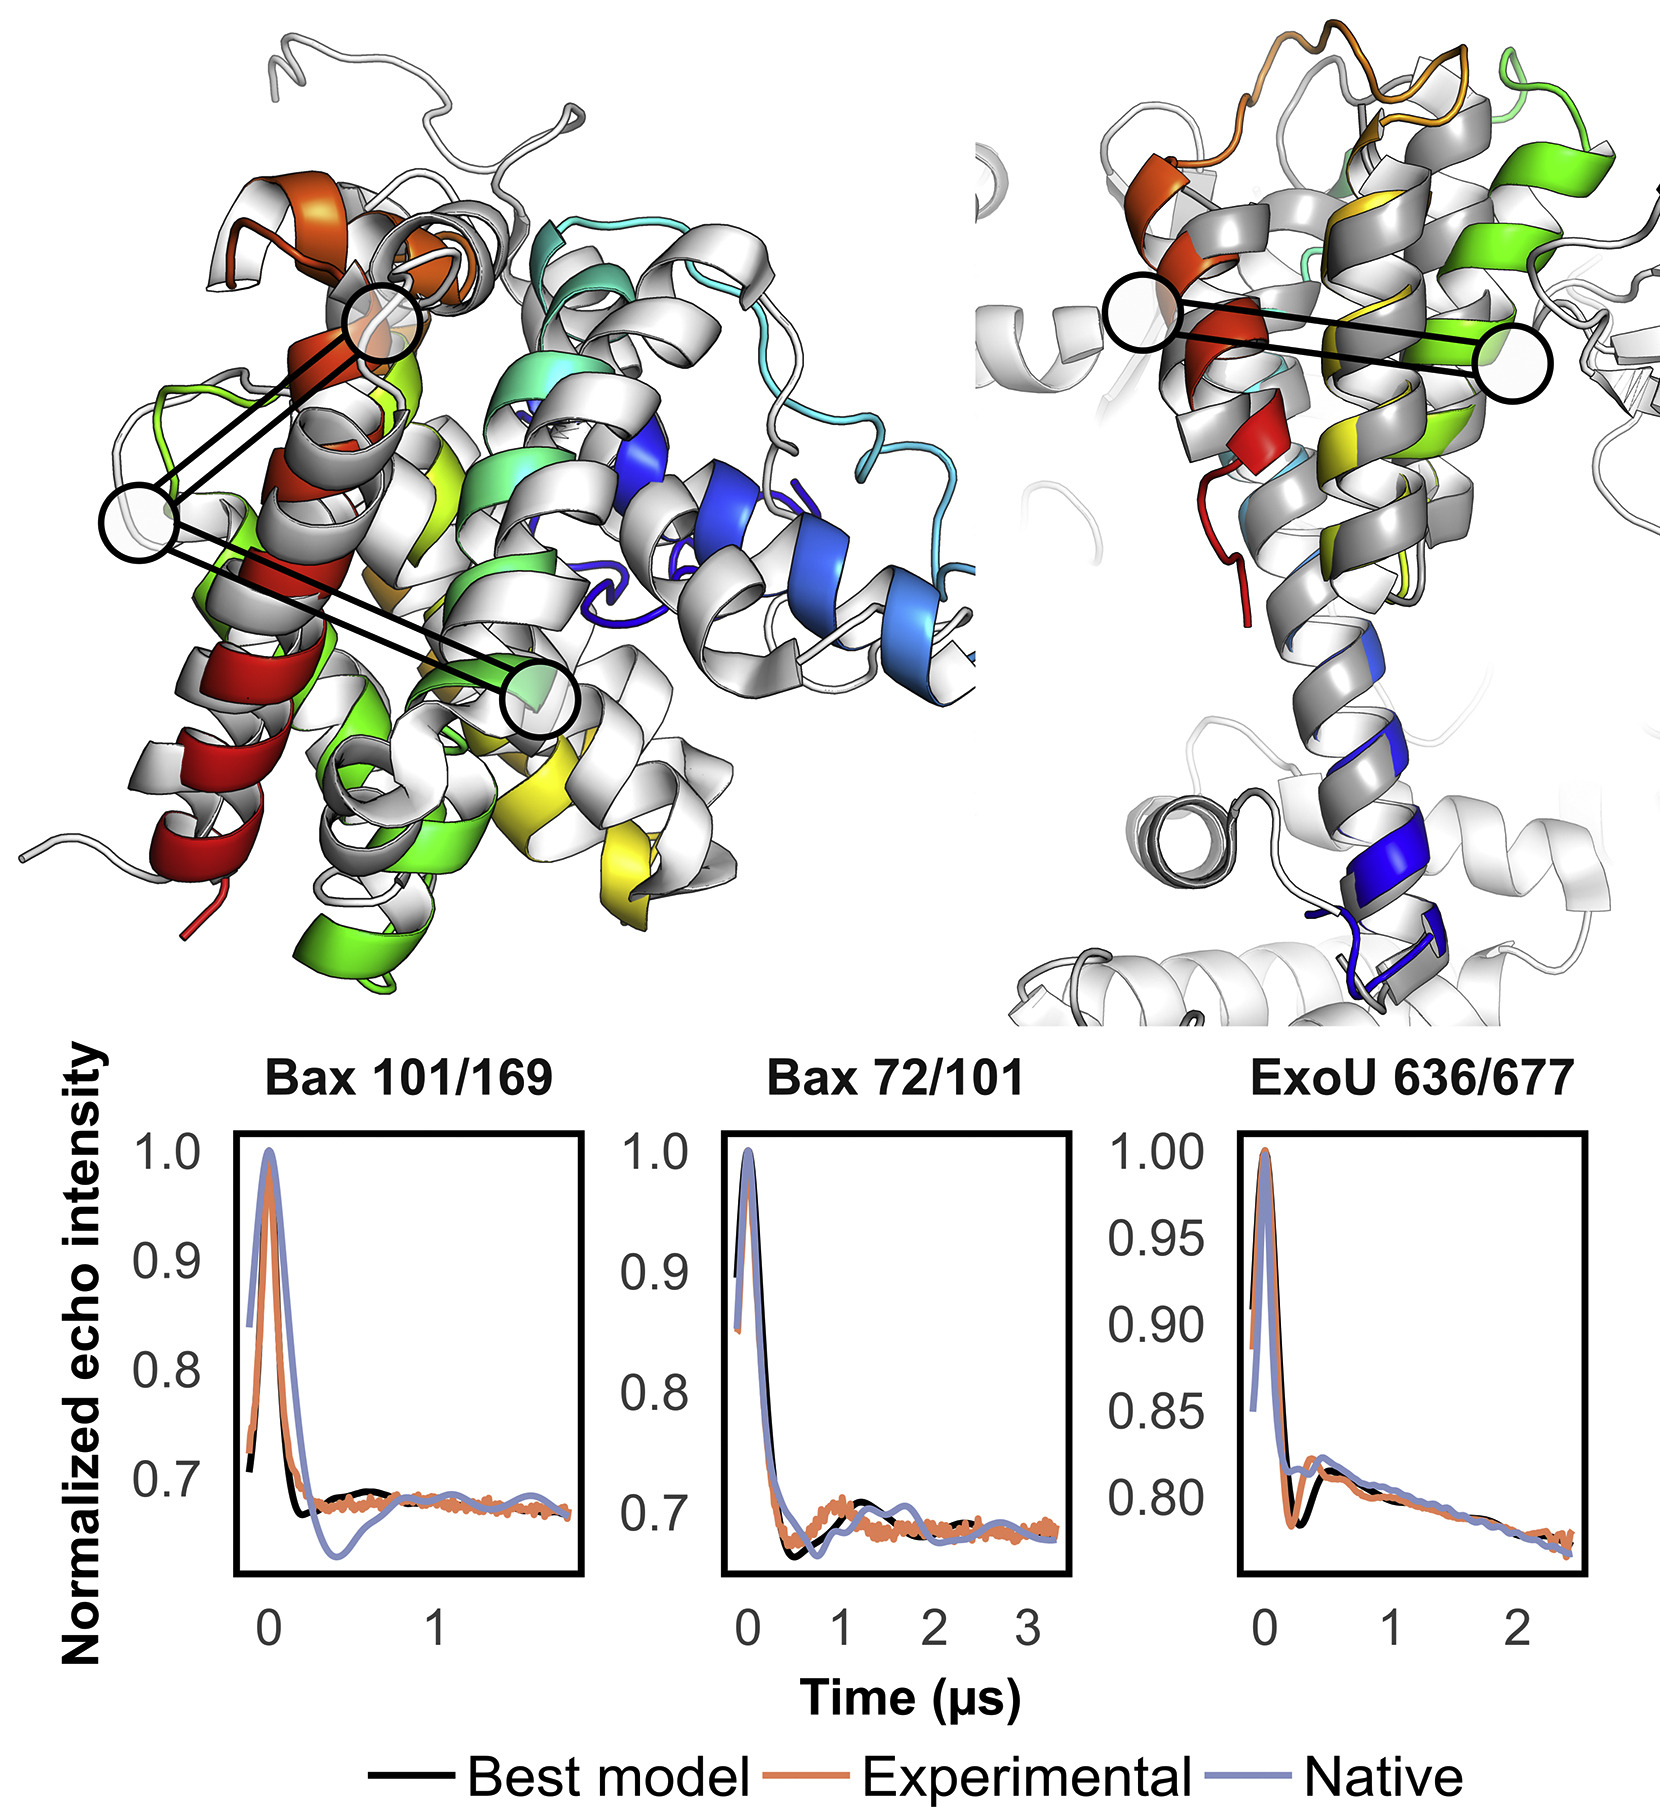 Bax 101/169 Bax 72/101 ExoU 636/677
Normalized echo intensity
1.0
0.9
0.8
0.7
0 1
1.0
0.9
0.8
0.7
0 1 2 3
1.00
0.95
0.90
0.85
0.80
0 1 2
Time (μs)
Best model Experimental Native